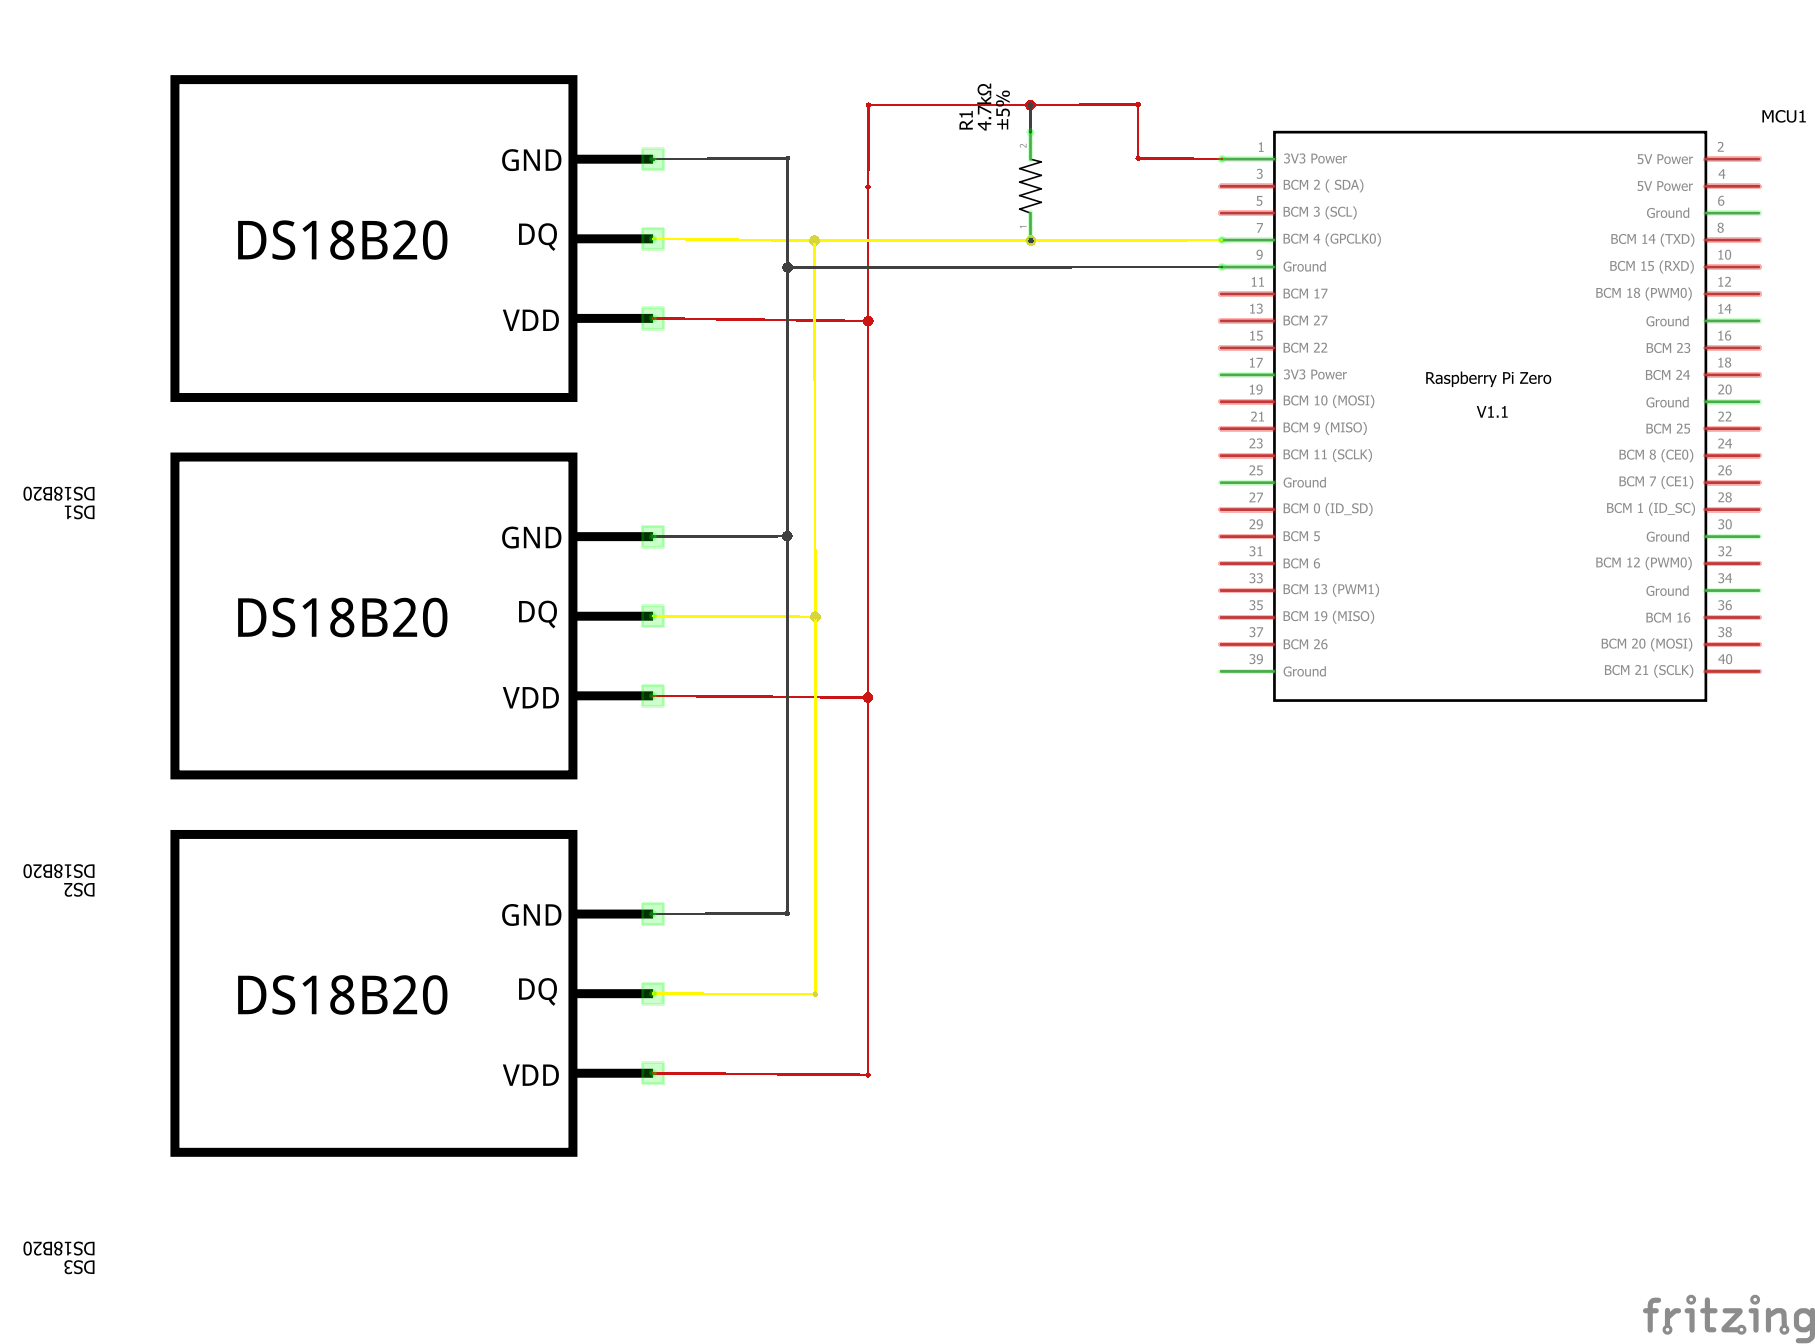 GND
DS18B20
DQ
VDD
DS18B20
DS1
GND
DS18B20
DQ
VDD
DS18B20
DS2
GND
DS18B20
DQ
VDD
DS18B20
DS3
R1
4.7kΩ
±5%
2
1
MCU1
1 3V3 Power
3 BCM 2 ( SDA)
5 BCM 3 (SCL)
7 BCM 4 (GPCLK0)
9 Ground
11 BCM 17
13 BCM 27
15 BCM 22
17 3V3 Power
19 BCM 10 (MOSI)
21 BCM 9 (MISO)
23 BCM 11 (SCLK)
25 Ground
27 BCM 0 (ID_SD)
29 BCM 5
31 BCM 6
33 BCM 13 (PWM1)
35 BCM 19 (MISO)
37 BCM 26
39 Ground
Raspberry Pi Zero
V1.1
5V Power 2
5V Power 4
Ground 6
BCM 14 (TXD) 8
BCM 15 (RXD) 10
BCM 18 (PWM0) 12
Ground 14
BCM 23 16
BCM 24 18
Ground 20
BCM 25 22
BCM 8 (CE0) 24
BCM 7 (CE1) 26
BCM 1 (ID_SC) 28
Ground 30
BCM 12 (PWM0) 32
Ground 34
BCM 16 36
BCM 20 (MOSI) 38
BCM 21 (SCLK) 40
fritzing